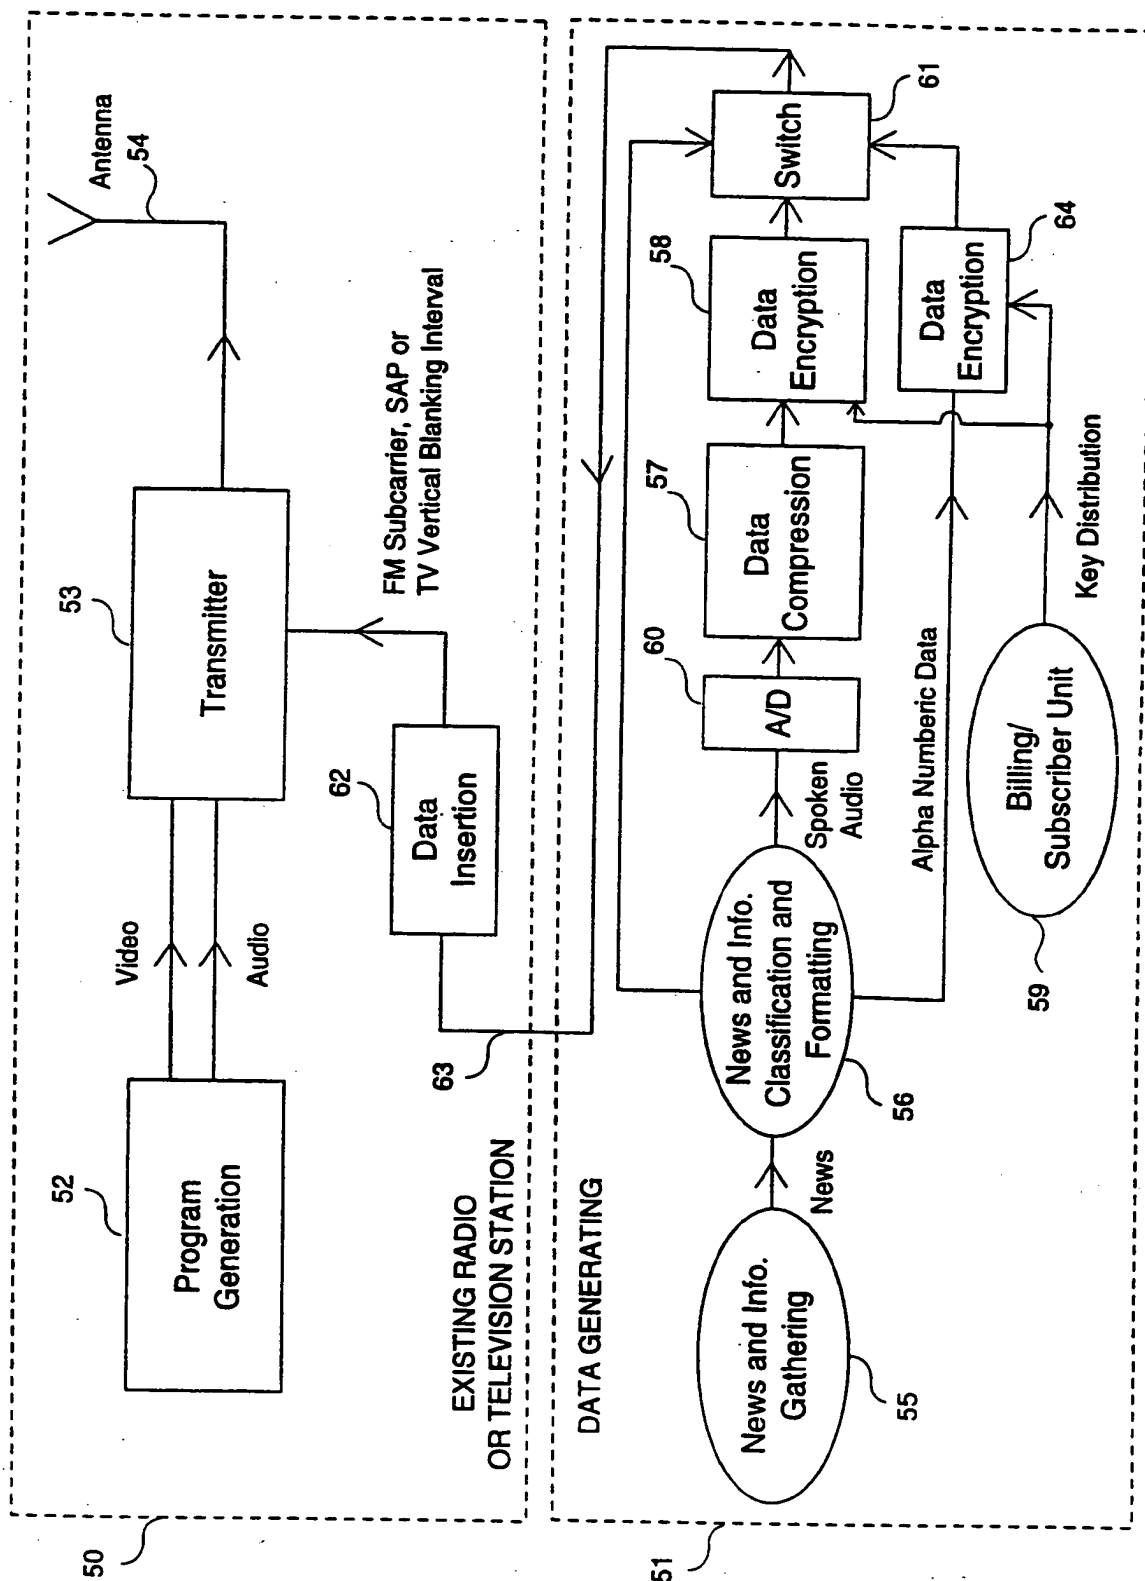 50
52
Program
Generation
Video
Audio
53
Transmitter
Antenna
54
62
Data
Insertion
FM Subcarrier, SAP or
TV Vertical Blanking Interval
63
EXISTING RADIO
OR TELEVISION STATION
DATA GENERATING
51
News and Info.
Gathering
55
News
News and Info.
Classification and
Formatting
56
Spoken
Audio
60
A/D
57
Data
Compression
58
Data
Encryption
Switch
61
Alpha Numberic Data
Data
Encryption
64
Billing/
Subscriber Unit
59
Key Distribution